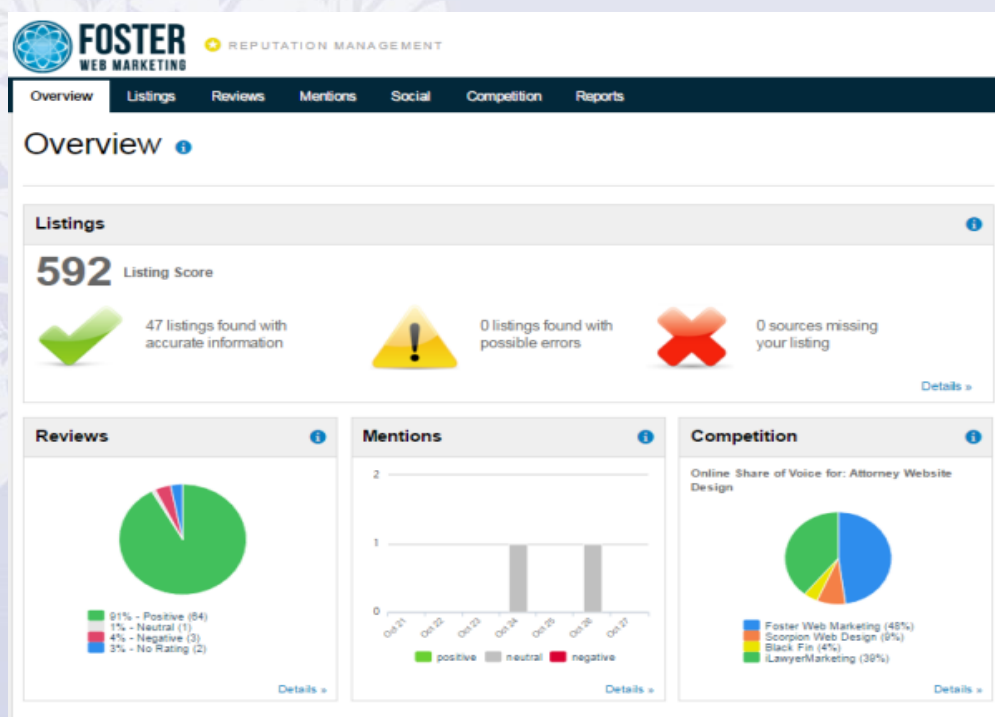 FOSTER
WEB MARKETING
REPUTATION MANAGEMENT
Overview Listings Reviews Mentions Social Competition Reports
Overview
Listings
592 Listing Score
47 listings found with
accurate information
0 listings found with
possible errors
0 sources missing
your listing
Details »
Reviews
91% - Positive (64)
1% - Neutral (1)
4% - Negative (3)
3% - No Rating (2)
Details »
Mentions
2
1
0
Oct 21 Oct 22 Oct 23 Oct 24 Oct 25 Oct 26 Oct 27
positive neutral negative
Details »
Competition
Online Share of Voice for: Attorney Website
Design
Foster Web Marketing (48%)
Scorpion Web Design (9%)
Black Fin (4%)
iLawyerMarketing (39%)
Details »